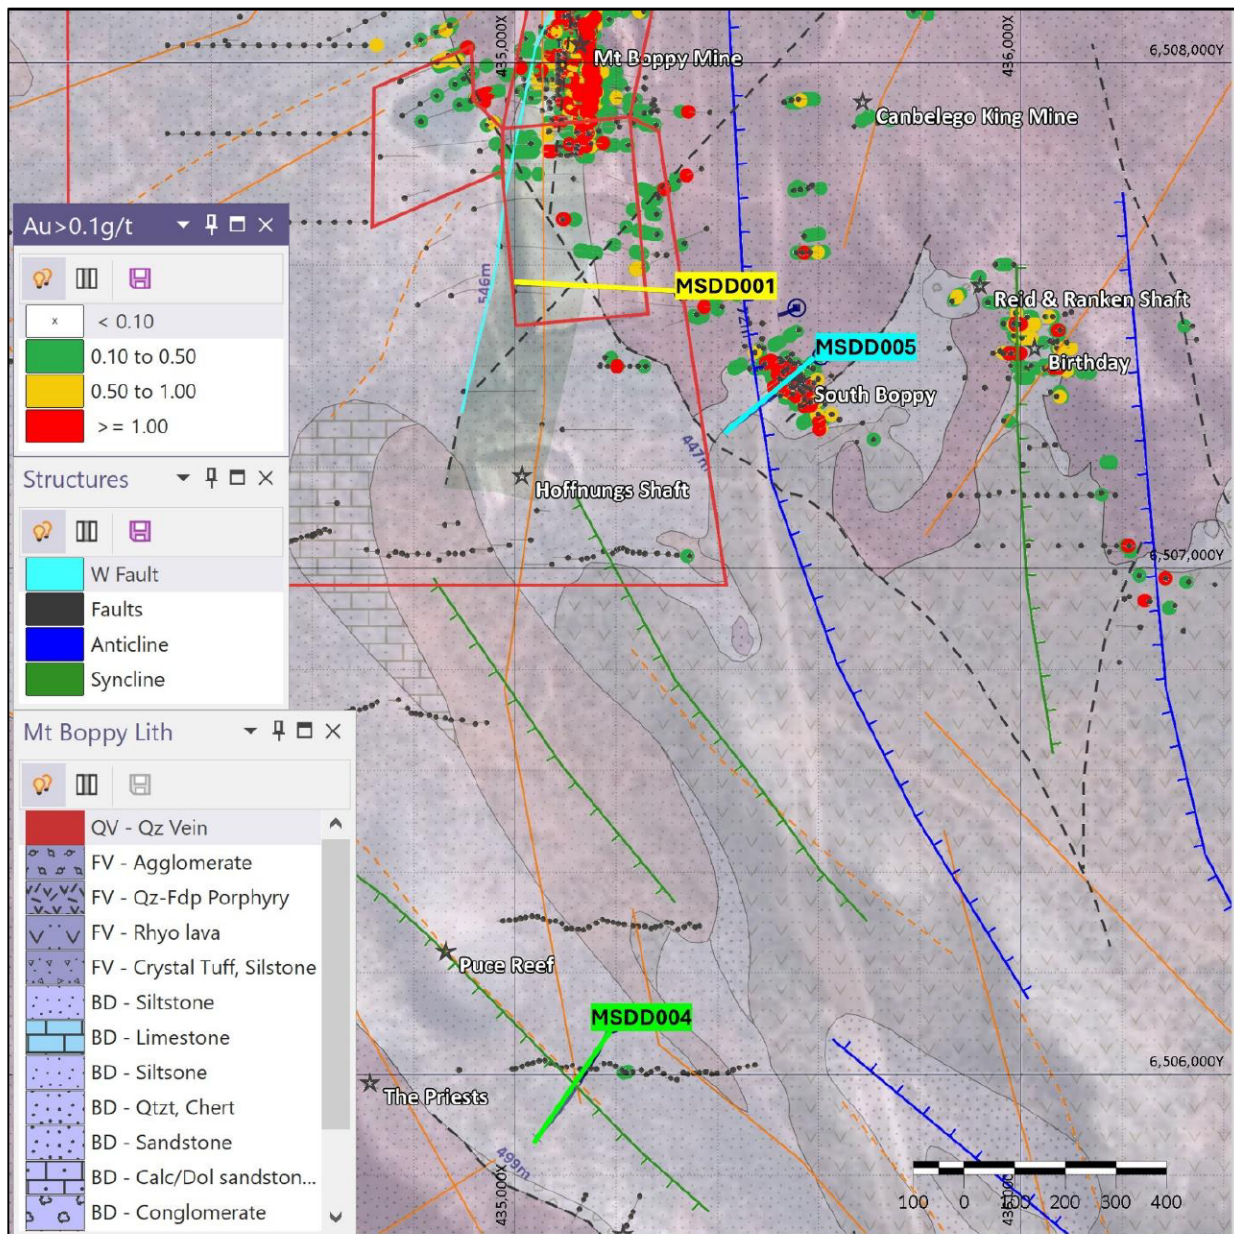 435,000X
436,000X
6,508,000Y
Mt Boppy Mine
Canbelego King Mine
Au>0.1g/t
x
< 0.10
0.10 to 0.50
0.50 to 1.00
>= 1.00
546m
MSDD001
Reid & Ranken Shaft
MSDD005
Birthday
South Boppy
447m
Hoffnungs Shaft
Structures
W Fault
Faults
Anticline
Syncline
6,507,000Y
Mt Boppy Lith
QV - Qz Vein
FV - Agglomerate
FV - Qz-Fdp Porphyry
FV - Rhyo lava
FV - Crystal Tuff, Silstone
BD - Siltstone
BD - Limestone
BD - Siltsone
BD - Qtzt, Chert
BD - Sandstone
BD - Calc/Dol sandston...
BD - Conglomerate
Puce Reef
MSDD004
The Priests
6,506,000Y
499m
435,000X
100 0 100 200 300 400